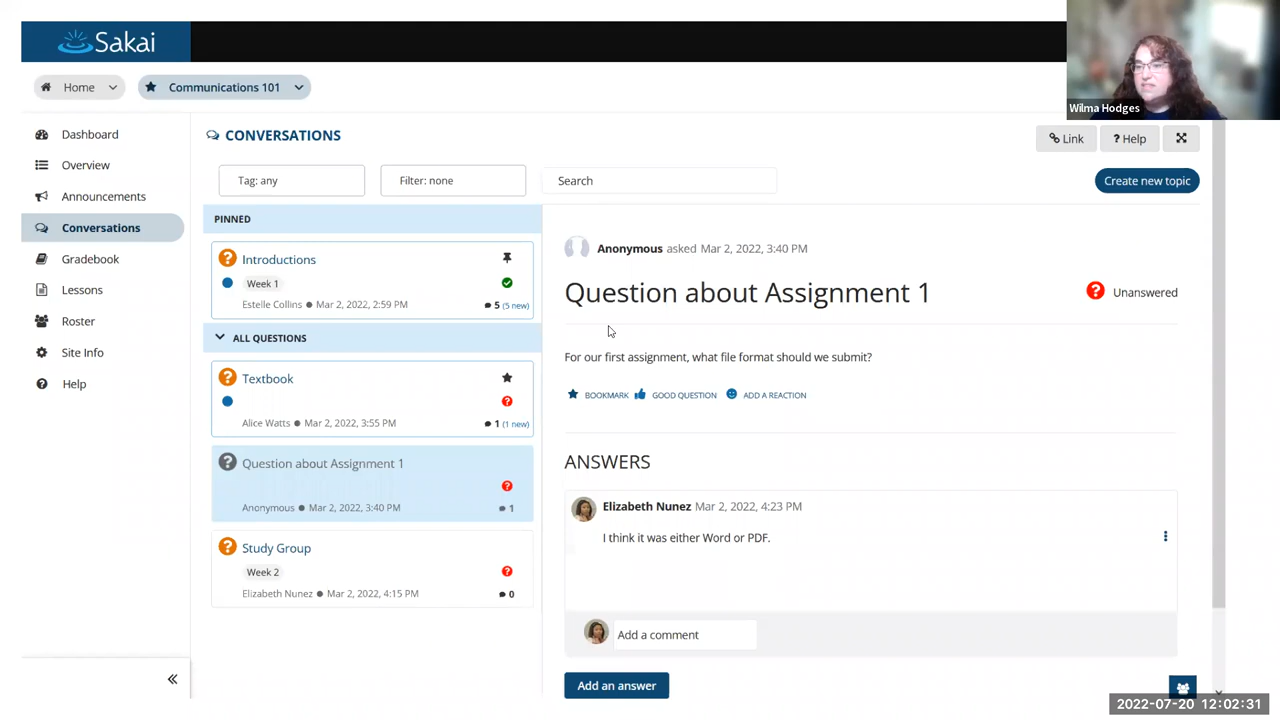 Sakai
Wilma Hodges
Home
Communications 101
Dashboard
Overview
Announcements
Conversations
Gradebook
Lessons
Roster
Site Info
Help
CONVERSATIONS
Link
? Help
Tag: any
Filter: none
Search
Create new topic
PINNED
Introductions
Week 1
Estelle Collins ● Mar 2, 2022, 2:59 PM
5 (5 new)
ALL QUESTIONS
Textbook
Alice Watts ● Mar 2, 2022, 3:55 PM
1 (1 new)
Question about Assignment 1
Anonymous ● Mar 2, 2022, 3:40 PM
1
Study Group
Week 2
Elizabeth Nunez ● Mar 2, 2022, 4:15 PM
0
Anonymous asked Mar 2, 2022, 3:40 PM
Question about Assignment 1
Unanswered
For our first assignment, what file format should we submit?
BOOKMARK GOOD QUESTION ADD A REACTION
ANSWERS
Elizabeth Nunez Mar 2, 2022, 4:23 PM
I think it was either Word or PDF.
Add a comment
Add an answer
2022-07-20 12:02:31